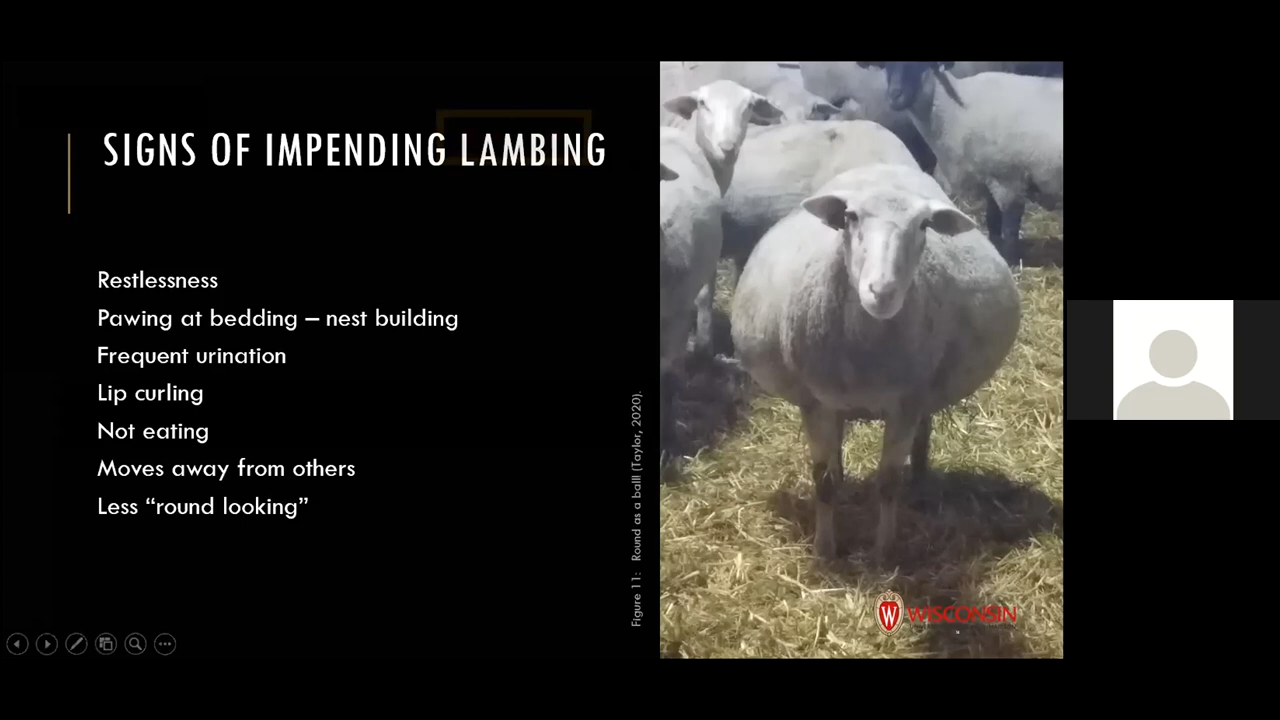 SIGNS OF IMPENDING LAMBING
Restlessness
Pawing at bedding – nest building
Frequent urination
Lip curling
Not eating
Moves away from others
Less “round looking”
Figure 11: Round as a ball! (Taylor, 2020).
W WISCONSIN